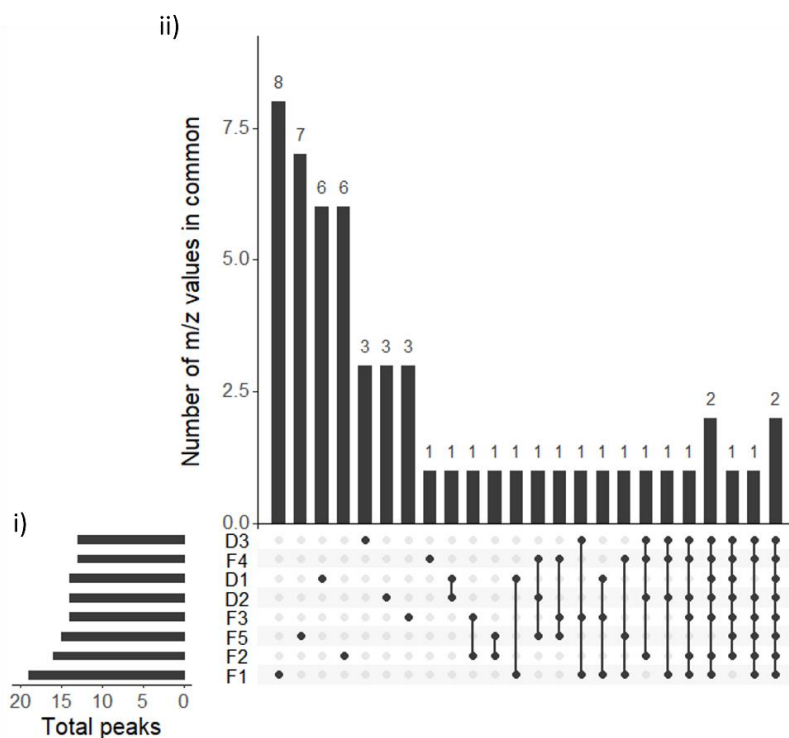 ii)
Number of m/z values in common
7.5
5.0
2.5
0.0
8 7 6 6 3 3 3 1 1 1 1 1 1 1 1 1 1 1 1 1 2 1 1 2
i)
D3
F4
D1
D2
F3
F5
F2
F1
20 15 10 5 0
Total peaks